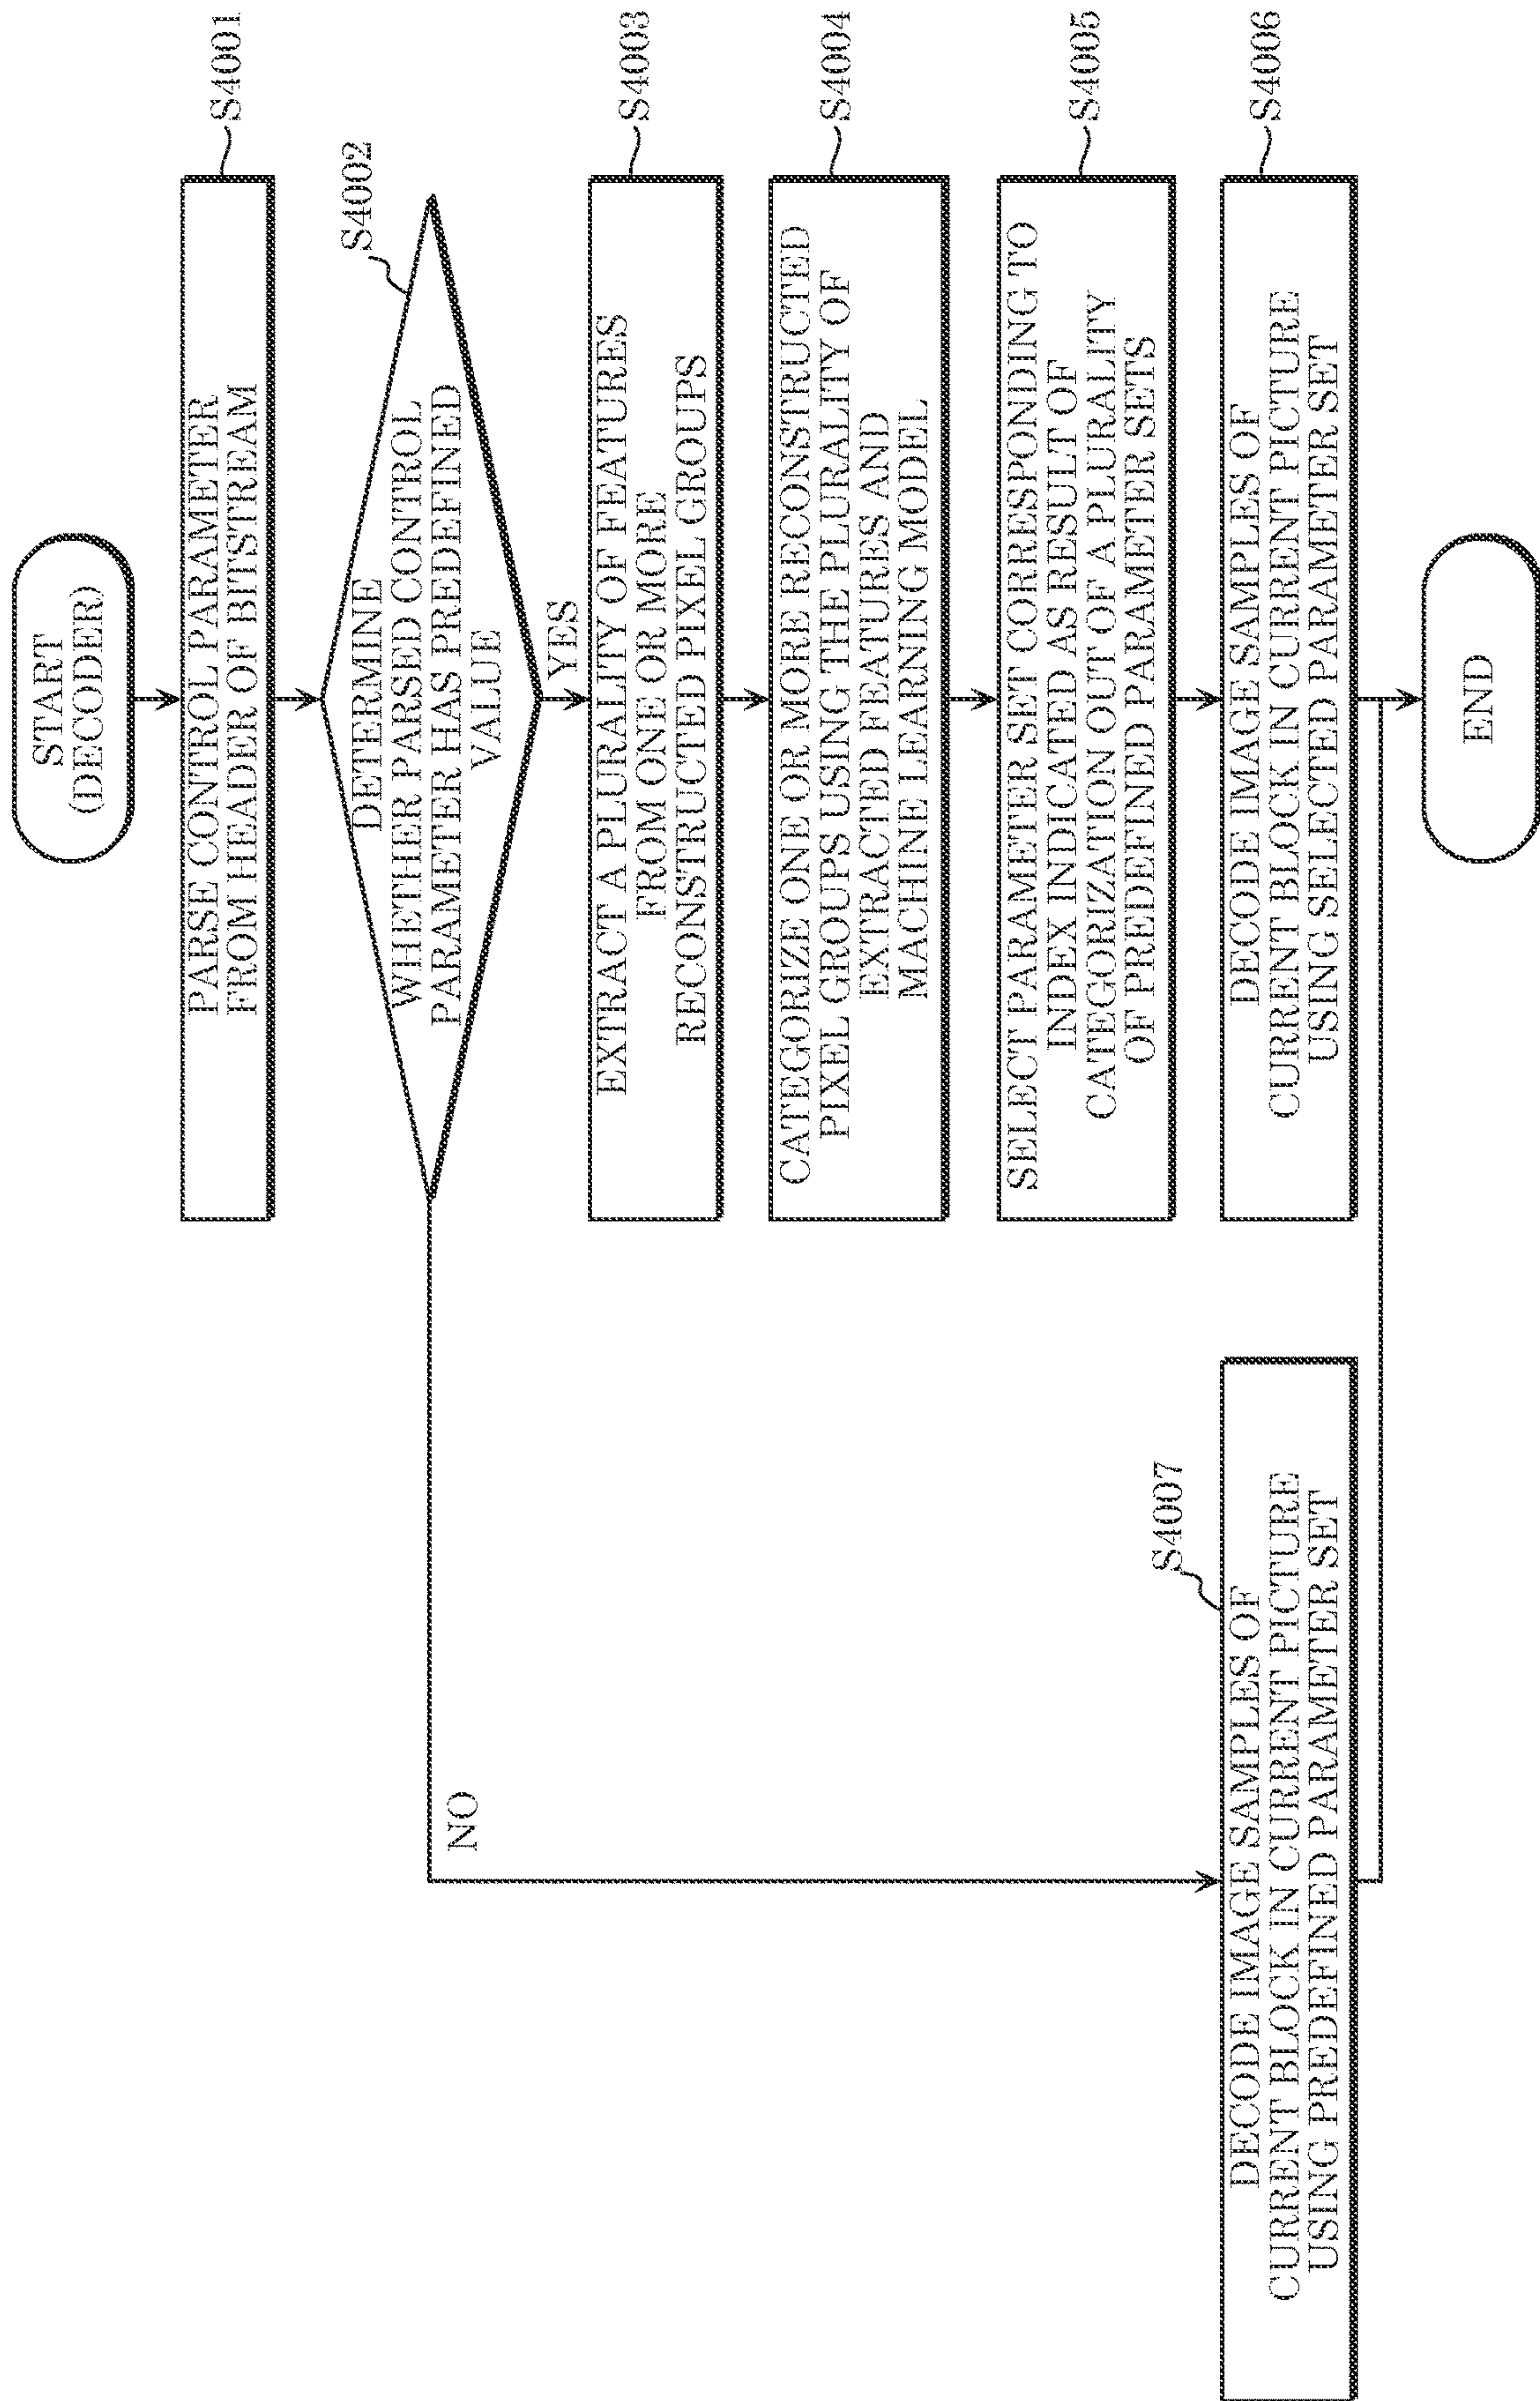 START
(DECODER)
PARSE CONTROL PARAMETER
FROM HEADER OF BITSTREAM
S4001
DETERMINE
WHETHER PARSED CONTROL
PARAMETER HAS PREDEFINED
VALUE
S4002
YES
NO
EXTRACT A PLURALITY OF FEATURES
FROM ONE OR MORE
RECONSTRUCTED PIXEL GROUPS
S4003
CATEGORIZE ONE OR MORE RECONSTRUCTED
PIXEL GROUPS USING THE PLURALITY OF
EXTRACTED FEATURES AND
MACHINE LEARNING MODEL
S4004
SELECT PARAMETER SET CORRESPONDING TO
INDEX INDICATED AS RESULT OF
CATEGORIZATION OUT OF A PLURALITY
OF PREDEFINED PARAMETER SETS
S4005
DECODE IMAGE SAMPLES OF
CURRENT BLOCK IN CURRENT PICTURE
USING SELECTED PARAMETER SET
S4006
DECODE IMAGE SAMPLES OF
CURRENT BLOCK IN CURRENT PICTURE
USING PREDEFINED PARAMETER SET
S4007
END